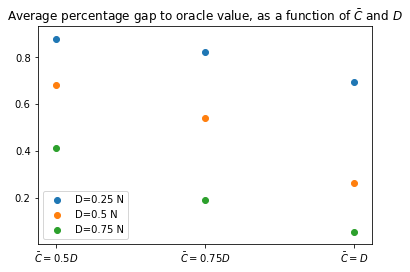 Average percentage gap to oracle value, as a function of C̄ and D
0.8
0.6
0.4
0.2
D=0.25 N
D=0.5 N
D=0.75 N
C̄ = 0.5D
C̄ = 0.75D
C̄ = D